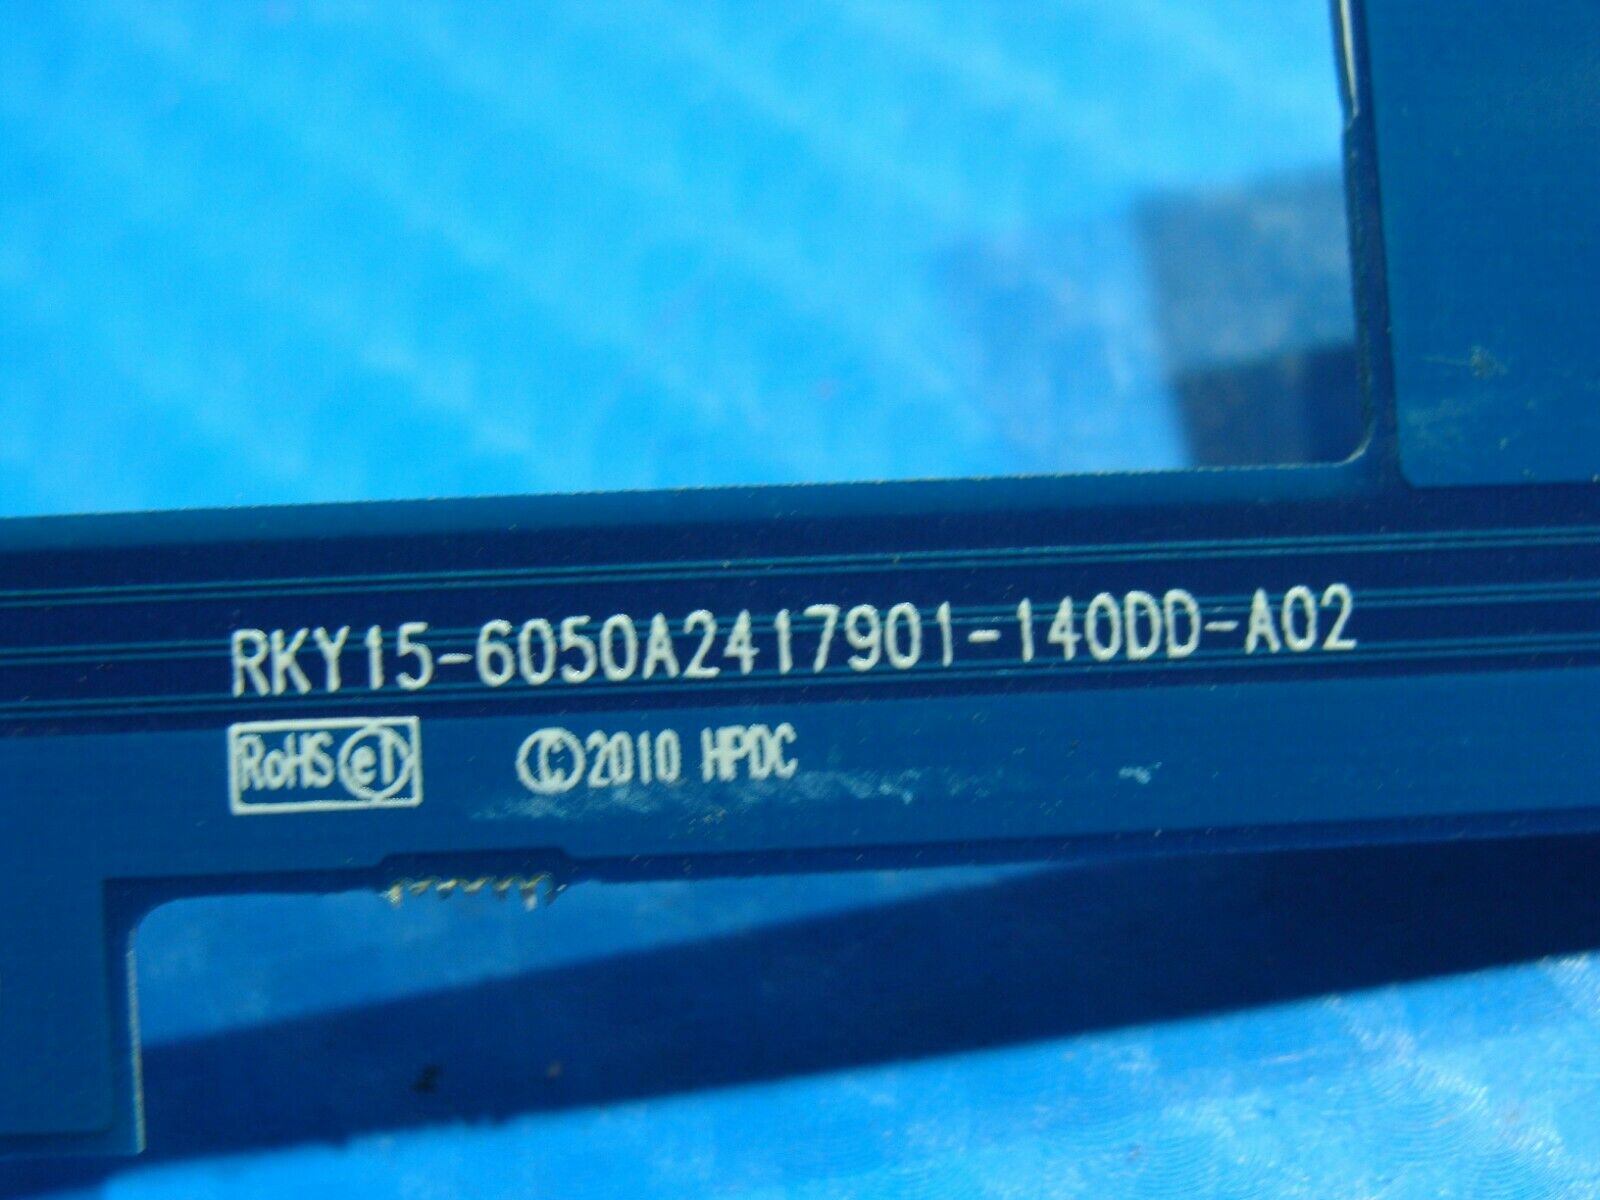 RKY15-6050A2417901-140DD-A02
RoHS e1 ©2010 HPDC